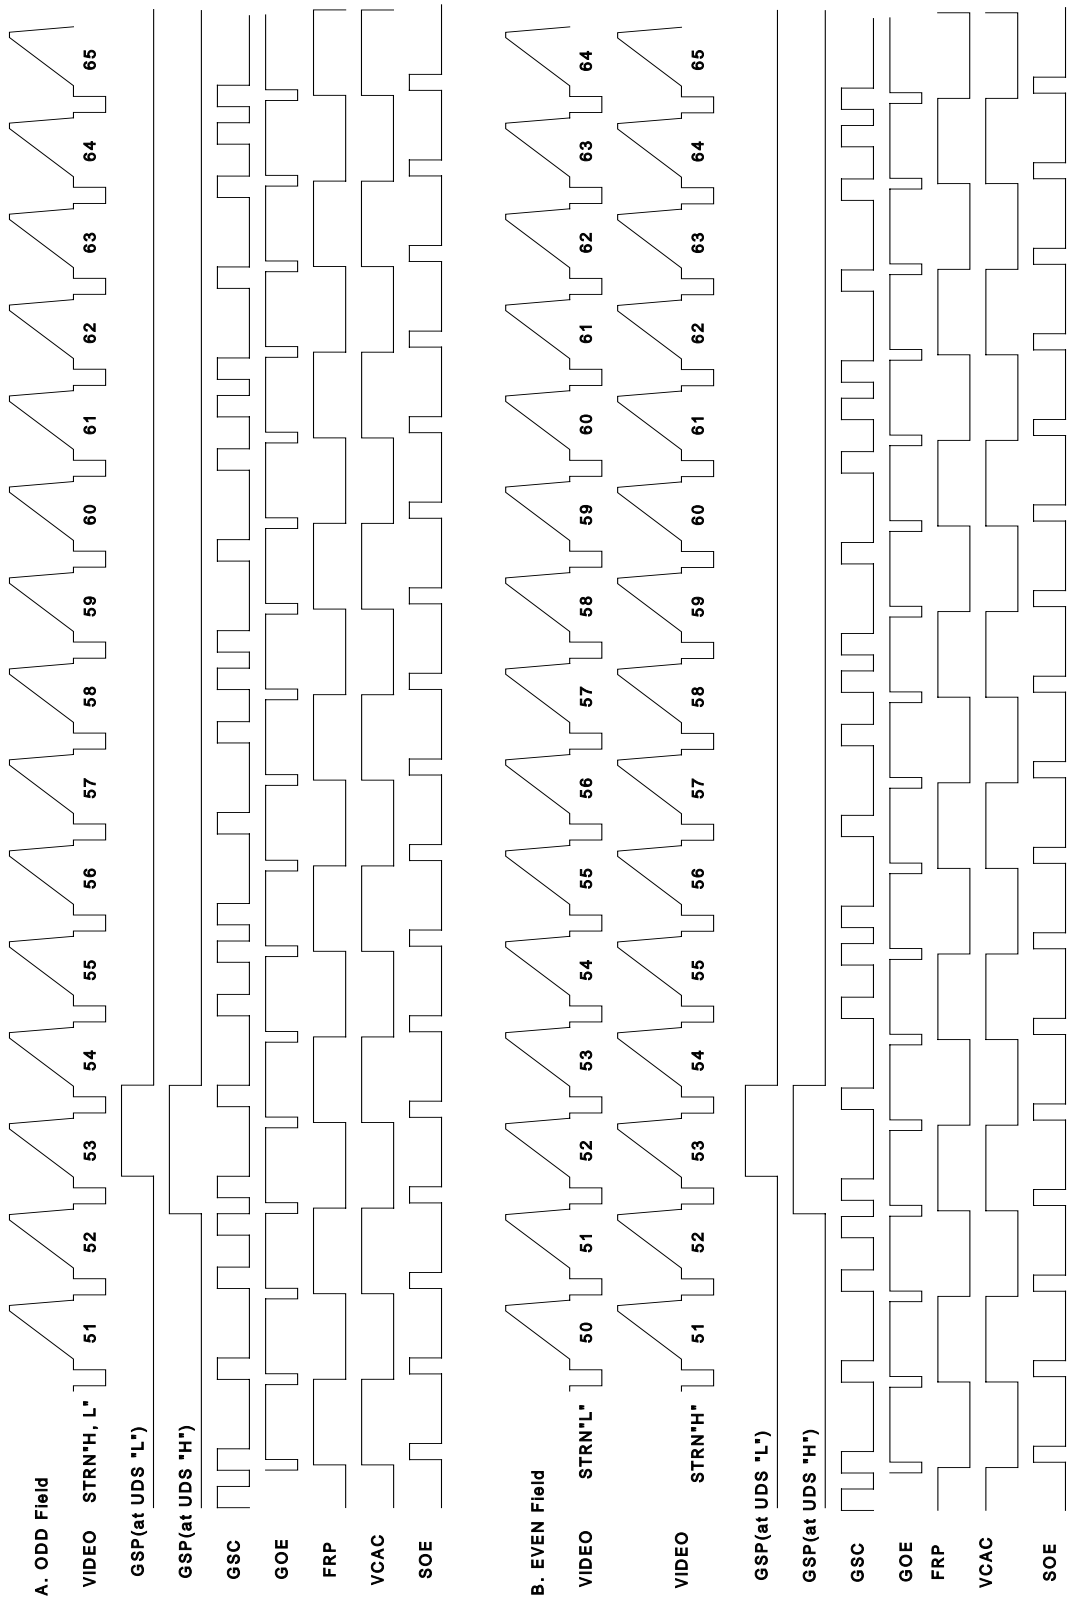 A. ODD Field
VIDEO STRN"H, L" 51 52 53 54 55 56 57 58 59 60 61 62 63 64 65
GSP(at UDS "L")
GSP(at UDS "H")
GSC
GOE
FRP
VCAC
SOE
B. EVEN Field
VIDEO STRN"L" 50 51 52 53 54 55 56 57 58 59 60 61 62 63 64
VIDEO STRN"H" 51 52 53 54 55 56 57 58 59 60 61 62 63 64 65
GSP(at UDS "L")
GSP(at UDS "H")
GSC
GOE
FRP
VCAC
SOE